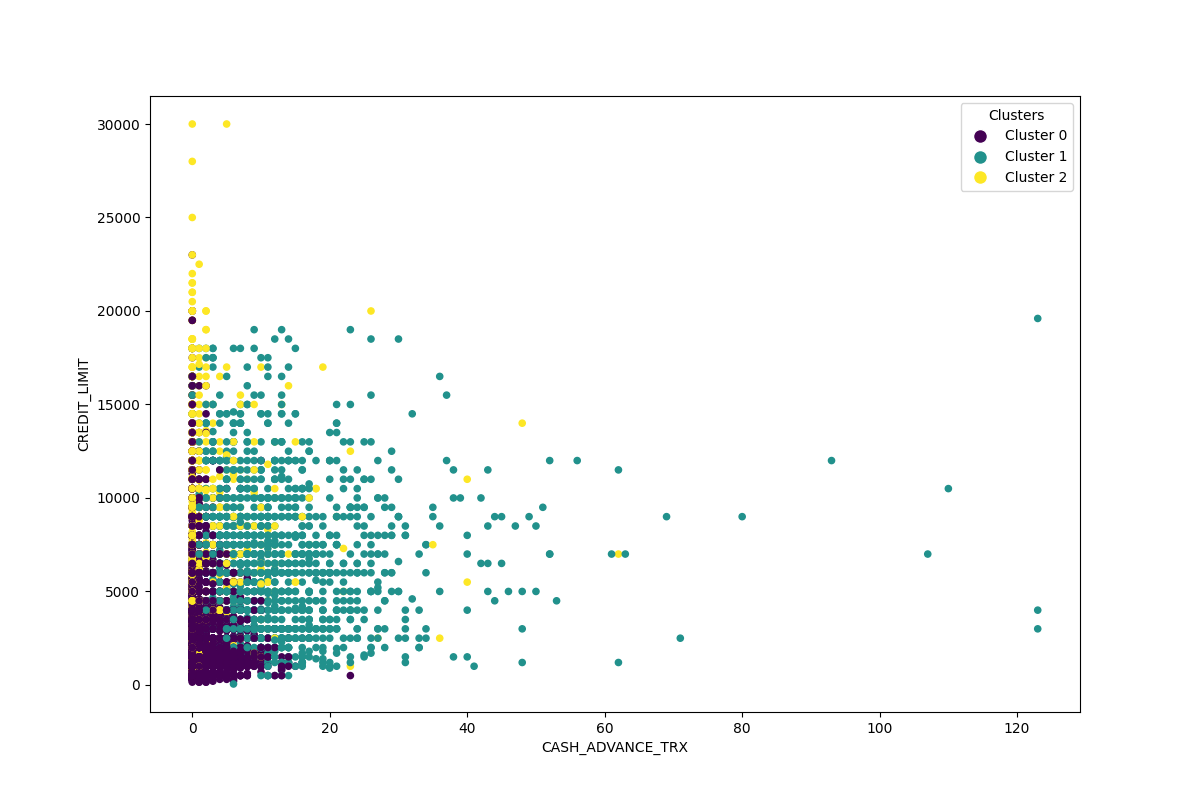 Clusters
Cluster 0
Cluster 1
Cluster 2
30000
25000
20000
15000
10000
5000
0
CREDIT_LIMIT
0 20 40 60 80 100 120
CASH_ADVANCE_TRX